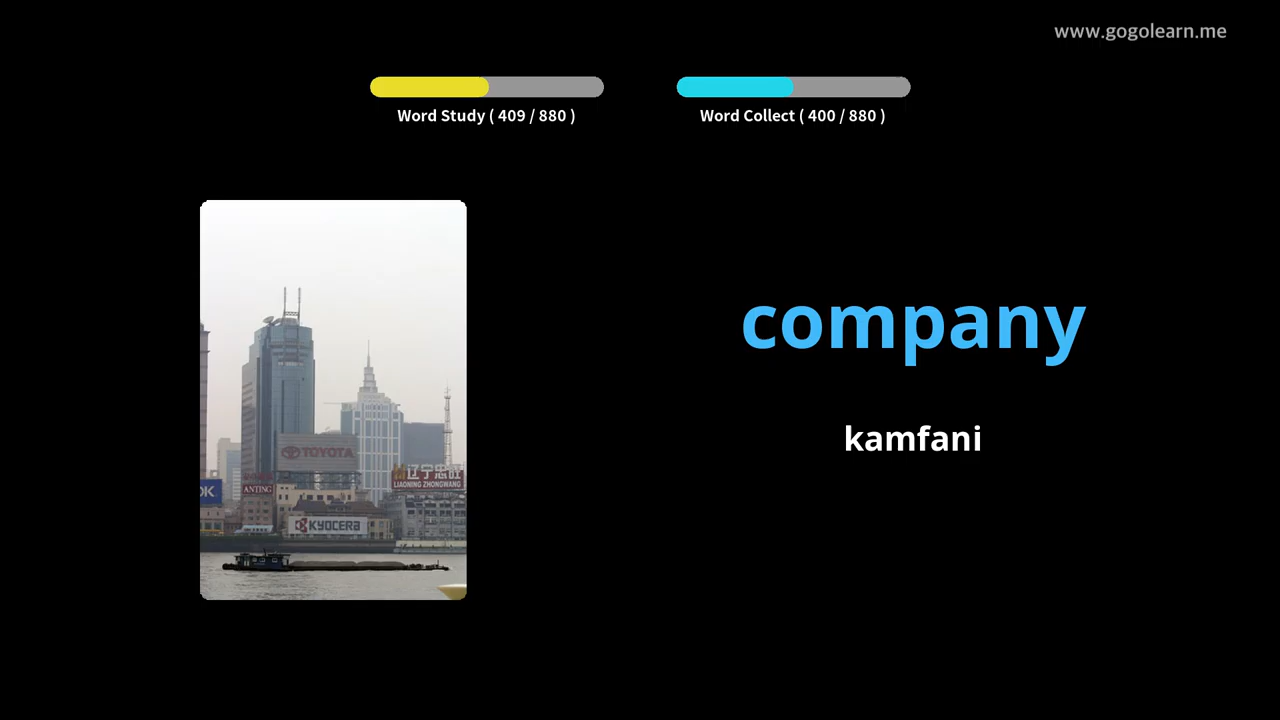 www.gogolearn.me
Word Study ( 409 / 880 )
Word Collect ( 400 / 880 )
company
kamfani
TOYOTA
辽宁忠旺
LIAONING ZHONGWANG
OK
ANTING
KYOCERA